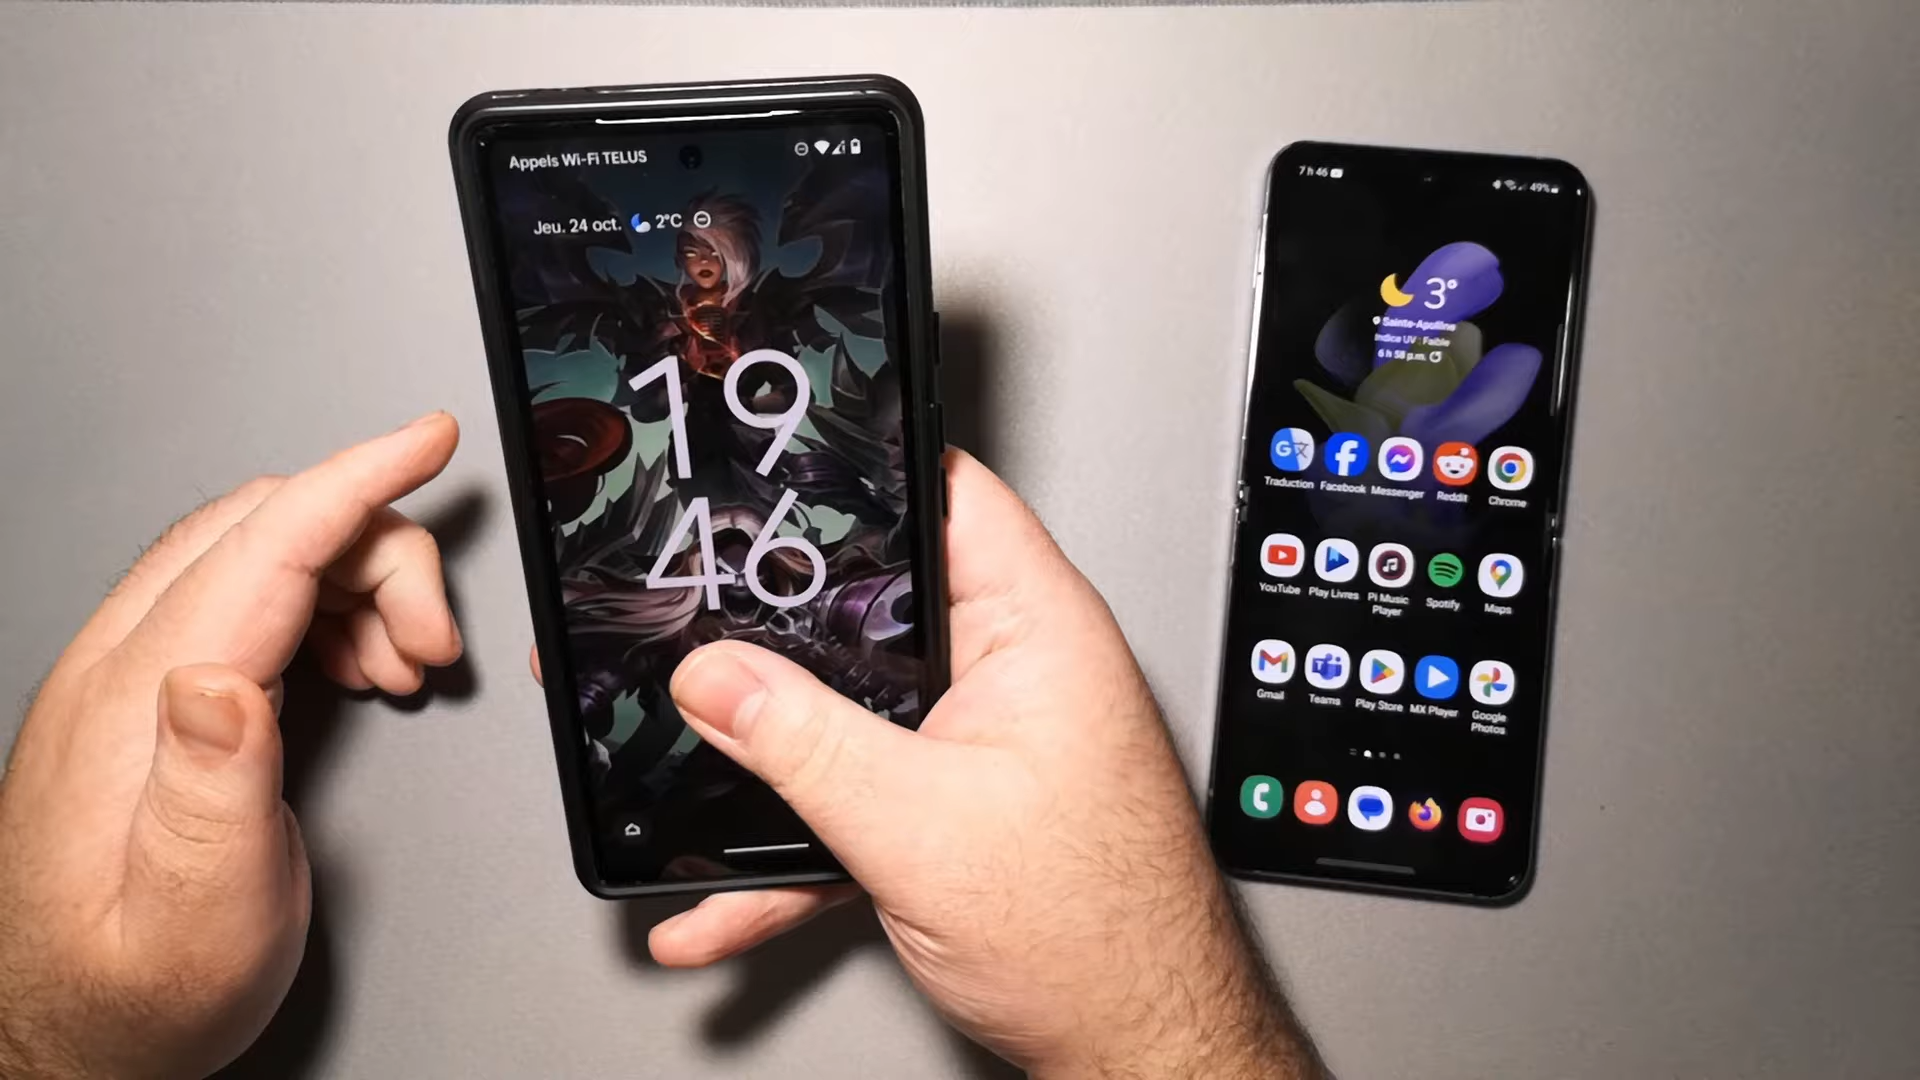 Appels Wi-Fi TELUS
Jeu. 24 oct. 2°C
19
46
7 h 46
49%
3°
Sainte-Apolline
Indice UV : Faible
6 h 58 p.m.
Traduction Facebook Messenger Reddit Chrome
YouTube Play Livres Pi Music Player Spotify Maps
Gmail Teams Play Store MX Player Google Photos